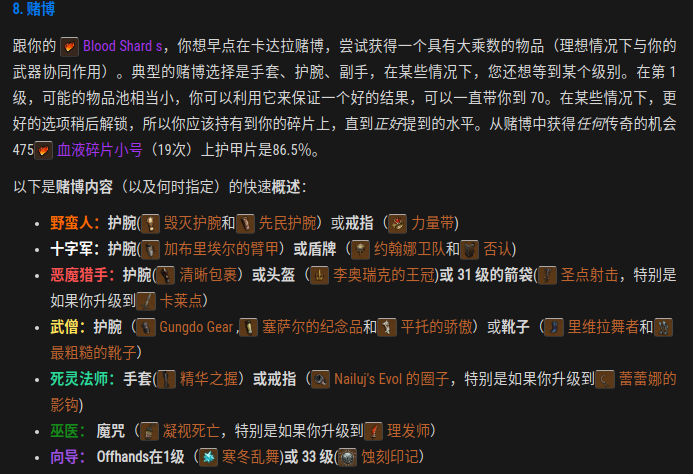 8. 赌博
跟你的 Blood Shard s，你想早点在卡达拉赌博，尝试获得一个具有大乘数的物品（理想情况下与你的
武器协同作用）。典型的赌博选择是手套、护腕、副手，在某些情况下，您还想等到某个级别。在第 1
级，可能的物品池相当小，你可以利用它来保证一个好的结果，可以一直带你到 70。在某些情况下，更
好的选项稍后解锁，所以你应该持有到你的碎片上，直到正好提到的水平。从赌博中获得任何传奇的机会
475 血液碎片小号（19次）上护甲片是86.5％。
以下是赌博内容（以及何时指定）的快速概述：
野蛮人：护腕( 毁灭护腕和 先民护腕）或戒指（ 力量带)
十字军：护腕( 加布里埃尔的臂甲）或盾牌（ 约翰娜卫队和 否认)
恶魔猎手：护腕( 清晰包裹）或头盔（ 李奥瑞克的王冠)或 31 级的箭袋( 圣点射击，特别是
如果你升级到 卡莱点）
武僧：护腕（ Gungdo Gear , 塞萨尔的纪念品和 平托的骄傲）或靴子（ 里维拉舞者和
最粗糙的靴子）
死灵法师：手套( 精华之握）或戒指（ Nailuj's Evol 的圈子，特别是如果你升级到 蕾蕾娜的
影钩)
巫医： 魔咒（ 凝视死亡，特别是如果你升级到 理发师）
向导： Offhands在1级（ 寒冬乱舞)或 33 级( 蚀刻印记）